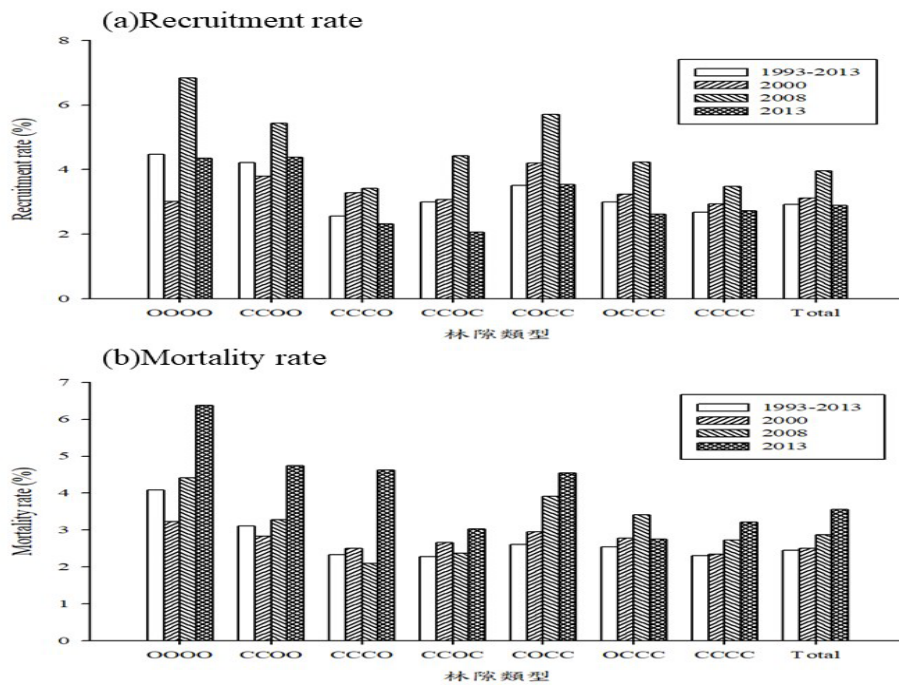 (a)Recruitment rate
8
6
4
2
0
Recruitment rate (%)
1993-2013
2000
2008
2013
OOOO CCOO CCCO CCOC COCC OCCC CCCC Total
林隙類型
(b)Mortality rate
7
6
5
4
3
2
1
0
Mortality rate (%)
1993-2013
2000
2008
2013
OOOO CCOO CCCO CCOC COCC OCCC CCCC Total
林隙類型